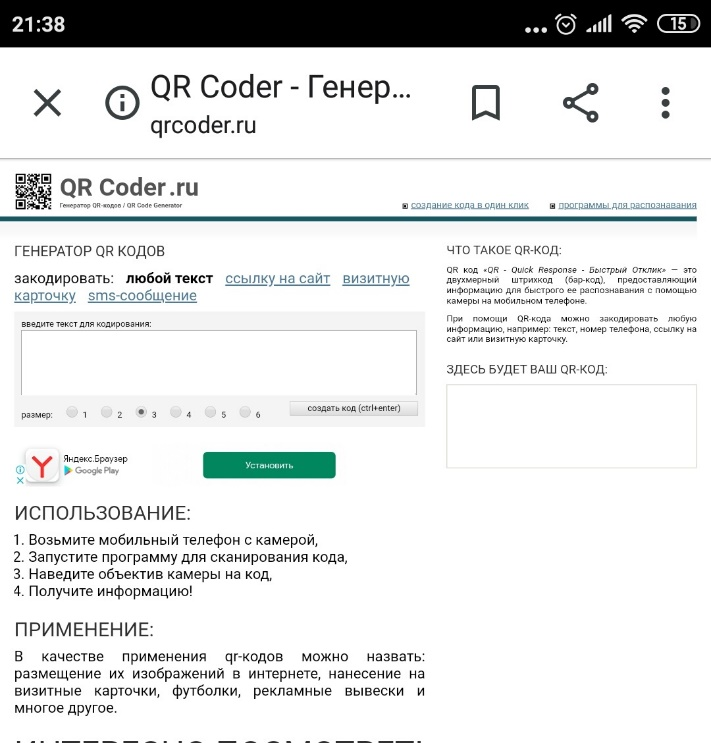 21:38
15
QR Coder - Генер...
qrcoder.ru
QR Coder.ru
Генератор QR-кодов / QR Code Generator
создание кода в один клик
программы для распознавания
ГЕНЕРАТОР QR КОДОВ
закодировать: любой текст ссылку на сайт визитную
карточку sms-сообщение
введите текст для кодирования:
размер: 1 2 3 4 5 6
создать код (ctrl+enter)
Яндекс.Браузер
Google Play
Установить
ИСПОЛЬЗОВАНИЕ:
1. Возьмите мобильный телефон с камерой,
2. Запустите программу для сканирования кода,
3. Наведите объектив камеры на код,
4. Получите информацию!
ПРИМЕНЕНИЕ:
В качестве применения qr-кодов можно назвать:
размещение их изображений в интернете, нанесение на
визитные карточки, футболки, рекламные вывески и
многое другое.
ИНТЕРЕСНО ПОСМОТРЕТЬ
ЧТО ТАКОЕ QR-КОД:
QR код «QR - Quick Response - Быстрый Отклик» — это
двухмерный штрихкод (бар-код), предоставляющий
информацию для быстрого ее распознавания с помощью
камеры на мобильном телефоне.
При помощи QR-кода можно закодировать любую
информацию, например: текст, номер телефона, ссылку на
сайт или визитную карточку.
ЗДЕСЬ БУДЕТ ВАШ QR-КОД: